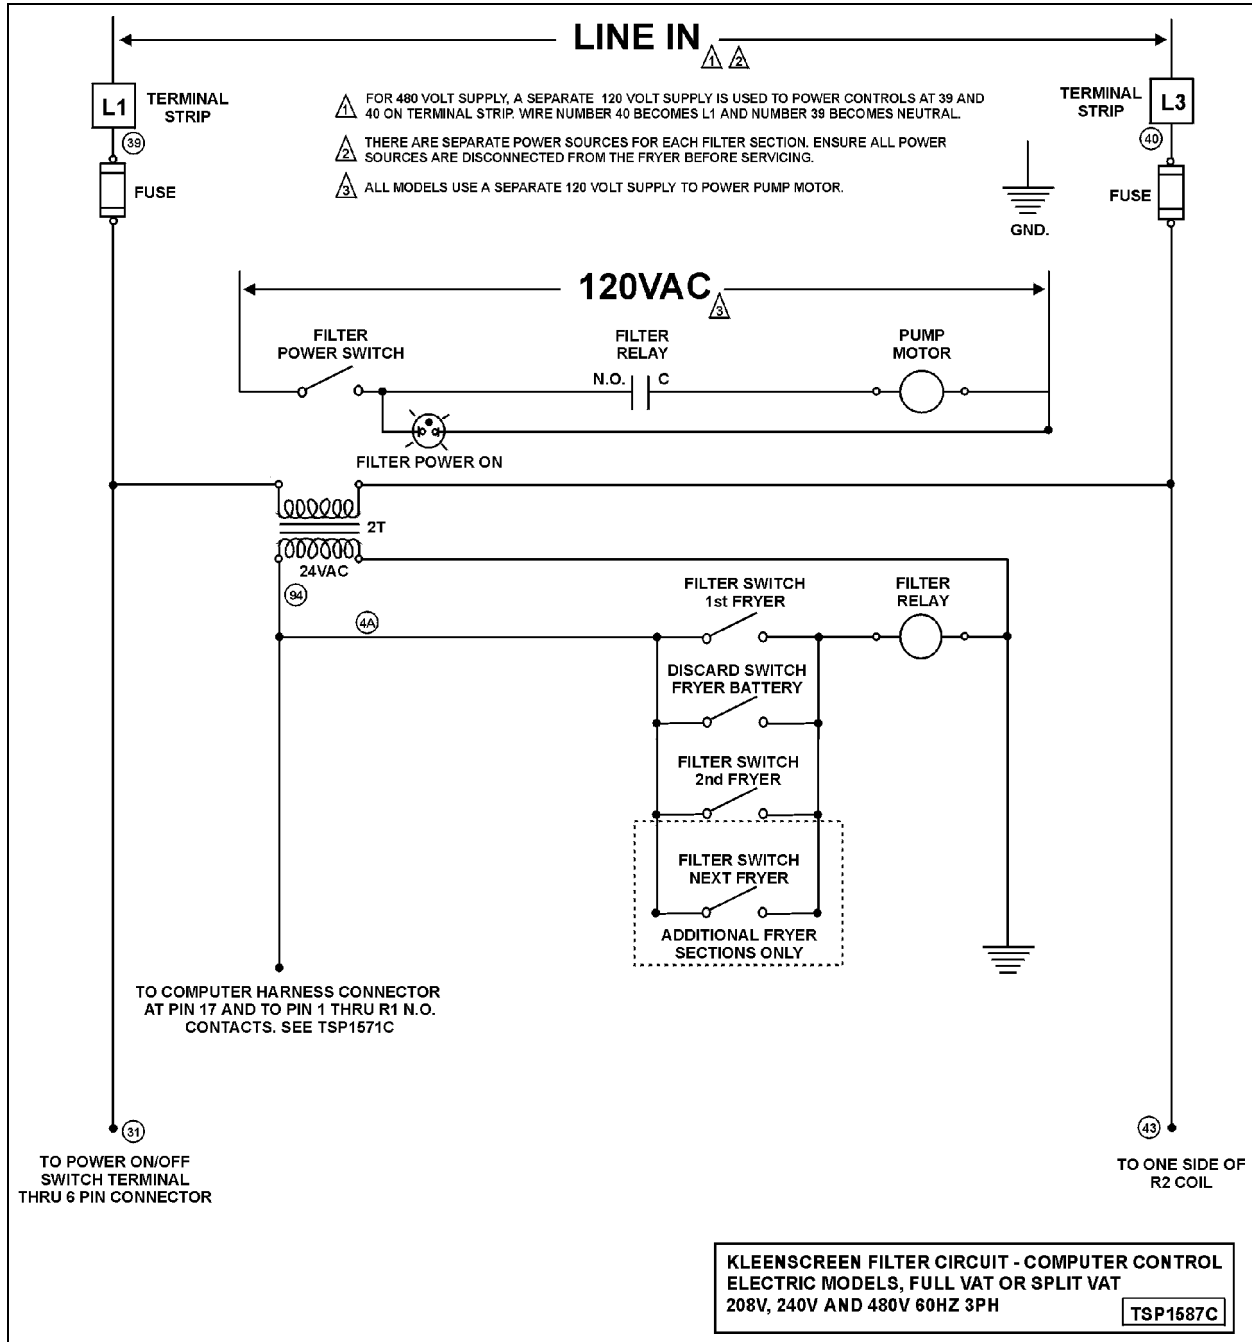 LINE IN
1 2
L1
TERMINAL
STRIP
TERMINAL
STRIP
L3
39
40
1 FOR 480 VOLT SUPPLY, A SEPARATE 120 VOLT SUPPLY IS USED TO POWER CONTROLS AT 39 AND
40 ON TERMINAL STRIP. WIRE NUMBER 40 BECOMES L1 AND NUMBER 39 BECOMES NEUTRAL.
2 THERE ARE SEPARATE POWER SOURCES FOR EACH FILTER SECTION. ENSURE ALL POWER
SOURCES ARE DISCONNECTED FROM THE FRYER BEFORE SERVICING.
3 ALL MODELS USE A SEPARATE 120 VOLT SUPPLY TO POWER PUMP MOTOR.
FUSE
FUSE
GND.
120VAC
3
FILTER
POWER SWITCH
FILTER
RELAY
PUMP
MOTOR
N.O.
C
FILTER POWER ON
2T
24VAC
94
4A
FILTER SWITCH
1st FRYER
FILTER
RELAY
DISCARD SWITCH
FRYER BATTERY
FILTER SWITCH
2nd FRYER
FILTER SWITCH
NEXT FRYER
ADDITIONAL FRYER
SECTIONS ONLY
TO COMPUTER HARNESS CONNECTOR
AT PIN 17 AND TO PIN 1 THRU R1 N.O.
CONTACTS. SEE TSP1571C
31
43
TO POWER ON/OFF
SWITCH TERMINAL
THRU 6 PIN CONNECTOR
TO ONE SIDE OF
R2 COIL
KLEENSCREEN FILTER CIRCUIT - COMPUTER CONTROL
ELECTRIC MODELS, FULL VAT OR SPLIT VAT
208V, 240V AND 480V 60HZ 3PH
TSP1587C